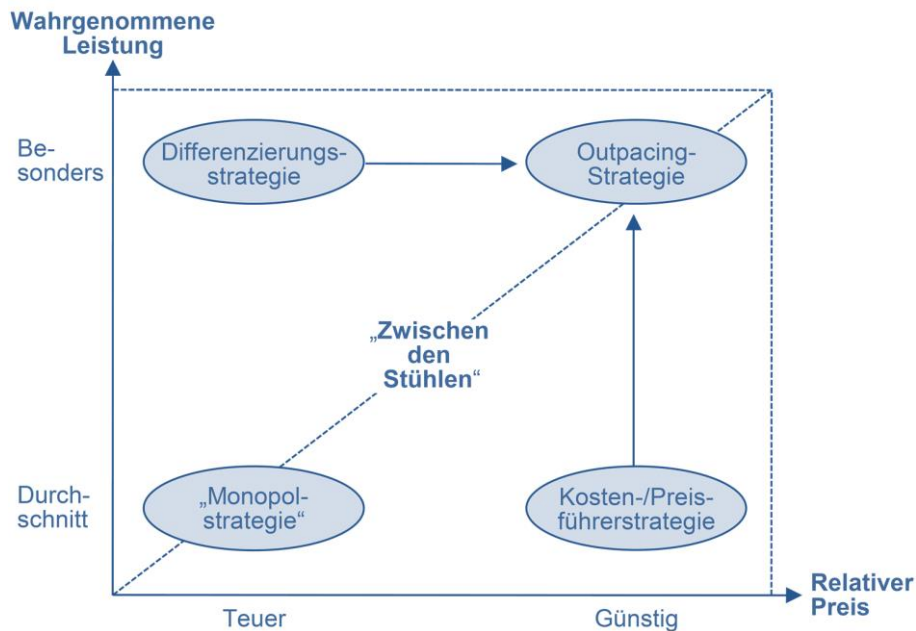 Wahrgenommene
Leistung
Be-
sonders
Differenzierungs-
strategie
Outpacing-
Strategie
„Zwischen
den
Stühlen“
Durch-
schnitt
„Monopol-
strategie“
Kosten-/Preis-
führerstrategie
Relativer
Preis
Teuer
Günstig